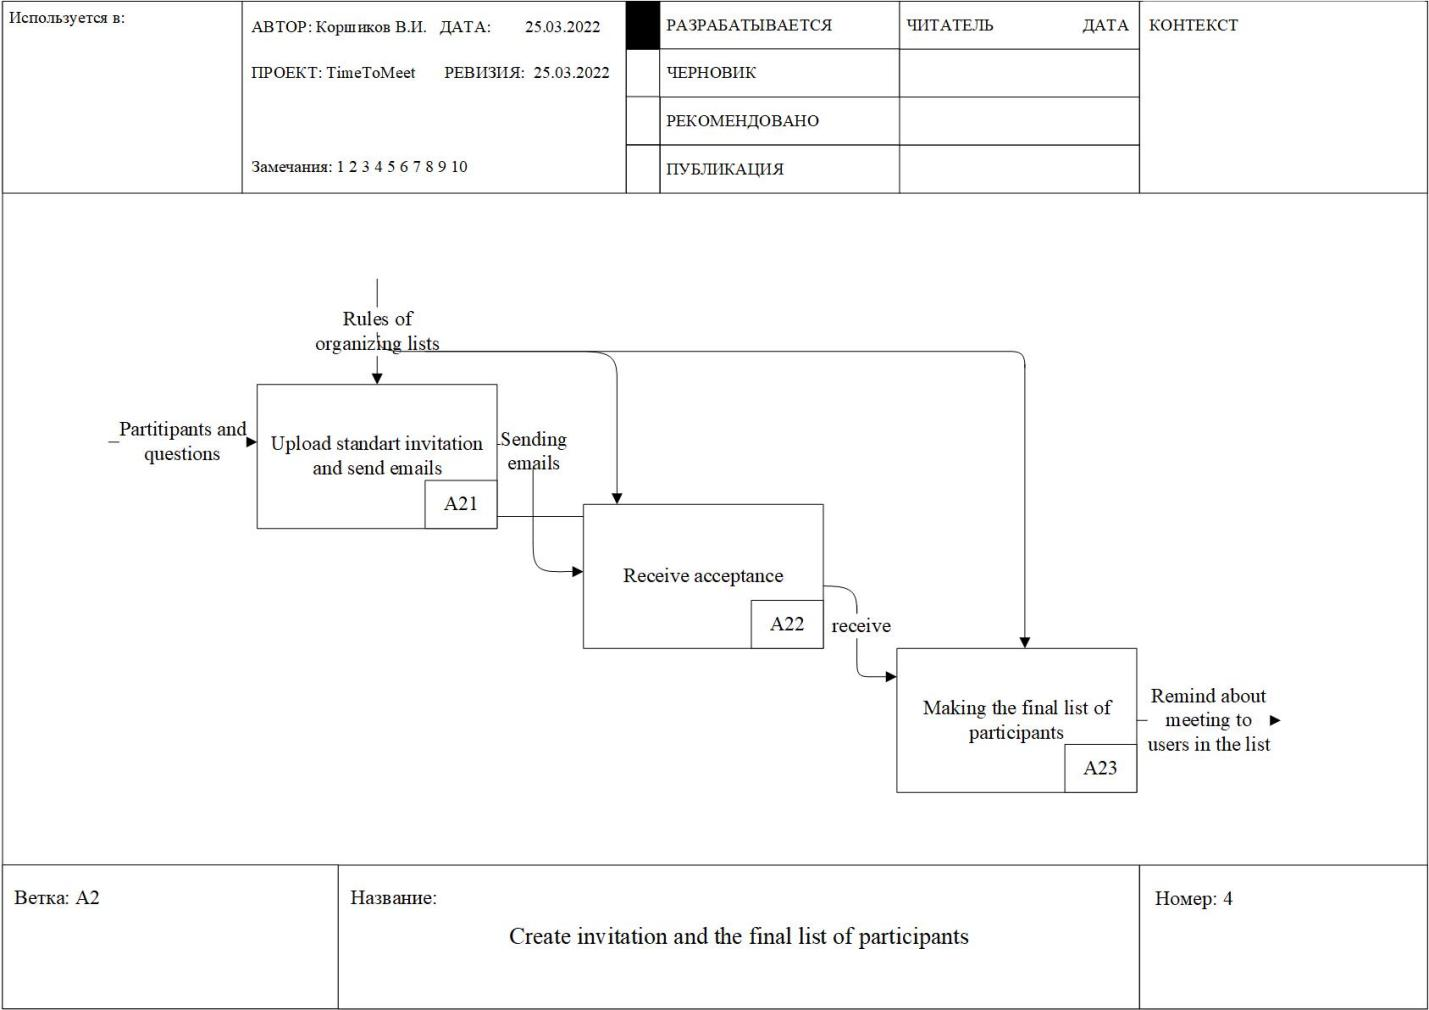 Используется в:
АВТОР: Коршиков В.И. ДАТА: 25.03.2022
ПРОЕКТ: TimeToMeet РЕВИЗИЯ: 25.03.2022
Замечания: 1 2 3 4 5 6 7 8 9 10
РАЗРАБАТЫВАЕТСЯ
ЧЕРНОВИК
РЕКОМЕНДОВАНО
ПУБЛИКАЦИЯ
ЧИТАТЕЛЬ ДАТА
КОНТЕКСТ
Rules of
organizing lists
Partitipants and
questions
Upload standart invitation
and send emails
A21
Sending
emails
Receive acceptance
A22
receive
Making the final list of
participants
A23
Remind about
meeting to
users in the list
Ветка: A2
Название:
Create invitation and the final list of participants
Номер: 4